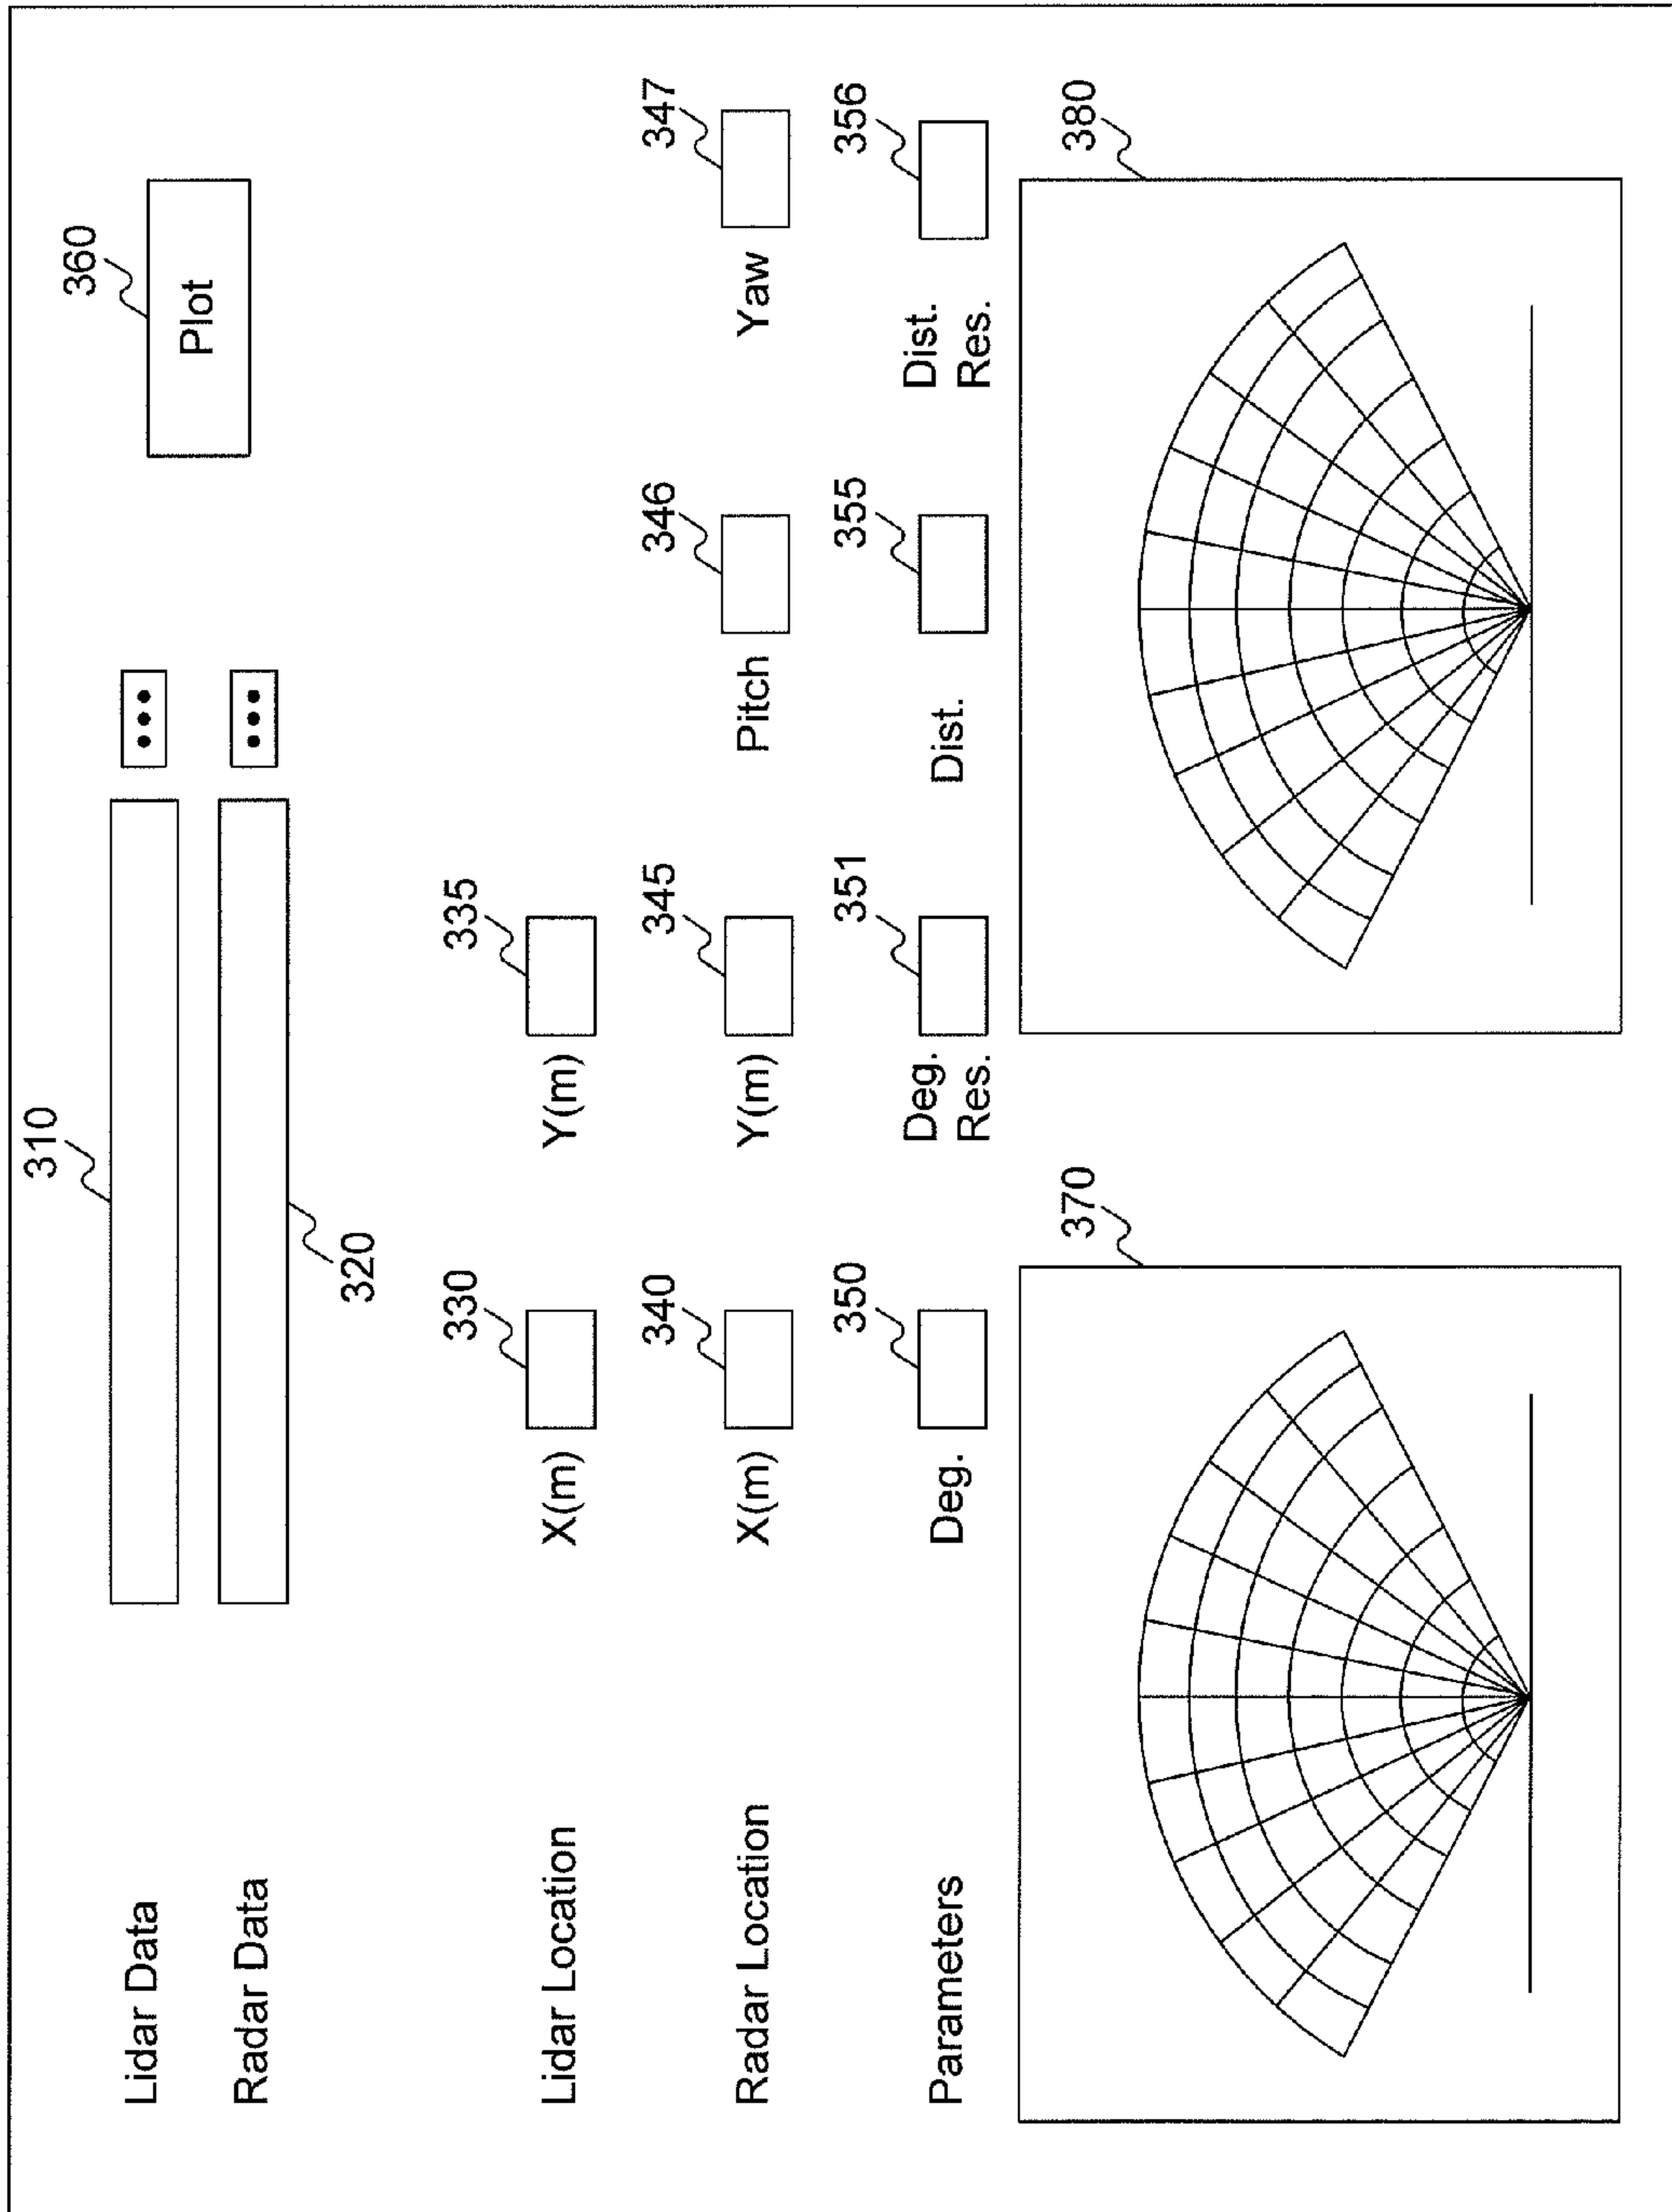 310
360
Lidar Data
Plot
Radar Data
320
330
335
Lidar Location
X(m)
Y(m)
340
345
346
347
Radar Location
X(m)
Y(m)
Pitch
Yaw
350
351
355
356
Parameters
Deg.
Deg.
Res.
Dist.
Dist.
Res.
370
380